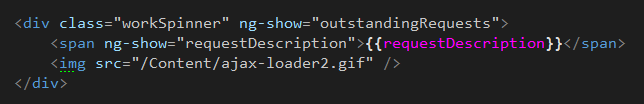 <div class="workSpinner" ng-show="outstandingRequests">
    <span ng-show="requestDescription">{{requestDescription}}</span>
    <img src="/Content/ajax-loader2.gif" />
</div>